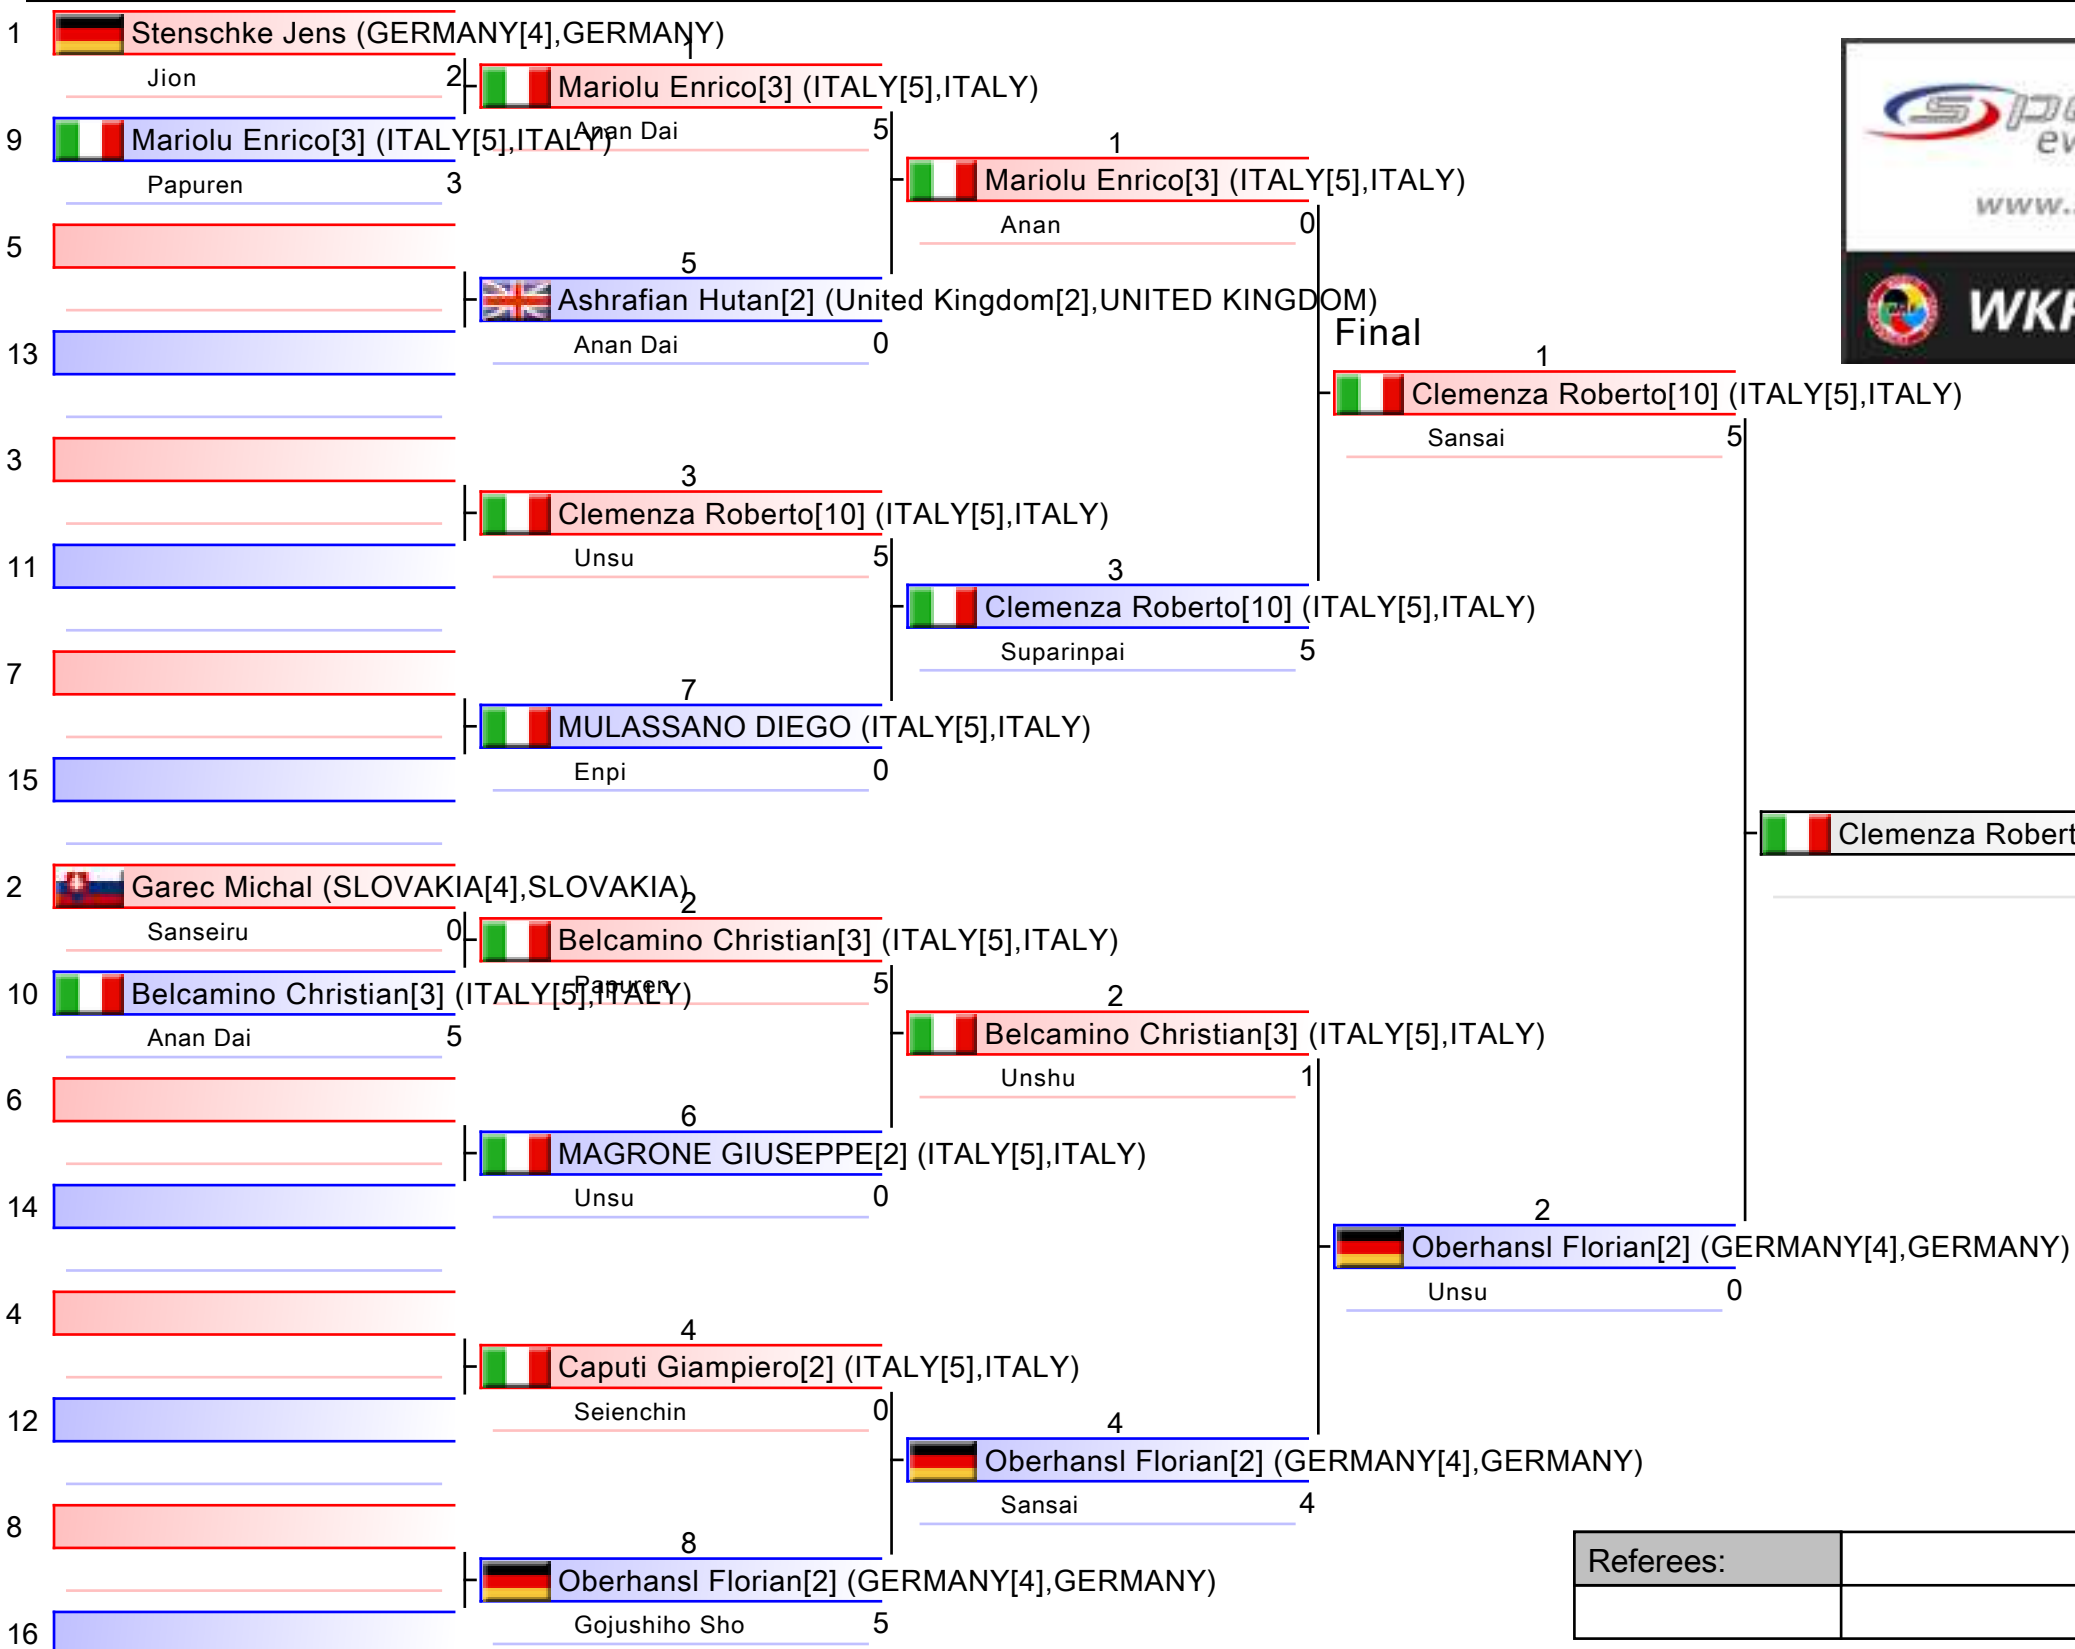 1 Stenschke Jens (GERMANY[4],GERMANY)
Jion 2
9 Mariolu Enrico[3] (ITALY[5],ITALY)
Papuren 3
5
13
3
11
7
15
2 Garec Michal (SLOVAKIA[4],SLOVAKIA)
Sanseiru 0
10 Belcamino Christian[3] (ITALY[5],ITALY)
Anan Dai 5
6
14
4
12
8
16
1
Mariolu Enrico[3] (ITALY[5],ITALY)
Anan Dai 5
5
Ashrafian Hutan[2] (United Kingdom[2],UNITED KINGDOM)
Anan Dai 0
3
Clemenza Roberto[10] (ITALY[5],ITALY)
Unsu 5
7
MULASSANO DIEGO (ITALY[5],ITALY)
Enpi 0
2
Belcamino Christian[3] (ITALY[5],ITALY)
Papuren 5
6
MAGRONE GIUSEPPE[2] (ITALY[5],ITALY)
Unsu 0
4
Caputi Giampiero[2] (ITALY[5],ITALY)
Seienchin 0
8
Oberhansl Florian[2] (GERMANY[4],GERMANY)
Gojushiho Sho 5
1
Mariolu Enrico[3] (ITALY[5],ITALY)
Anan 0
3
Clemenza Roberto[10] (ITALY[5],ITALY)
Suparinpai 5
2
Belcamino Christian[3] (ITALY[5],ITALY)
Unshu 1
4
Oberhansl Florian[2] (GERMANY[4],GERMANY)
Sansai 4
Final
1
Clemenza Roberto[10] (ITALY[5],ITALY)
Sansai 5
2
Oberhansl Florian[2] (GERMANY[4],GERMANY)
Unsu 0
Clemenza Robert
www.
WKF
Referees: